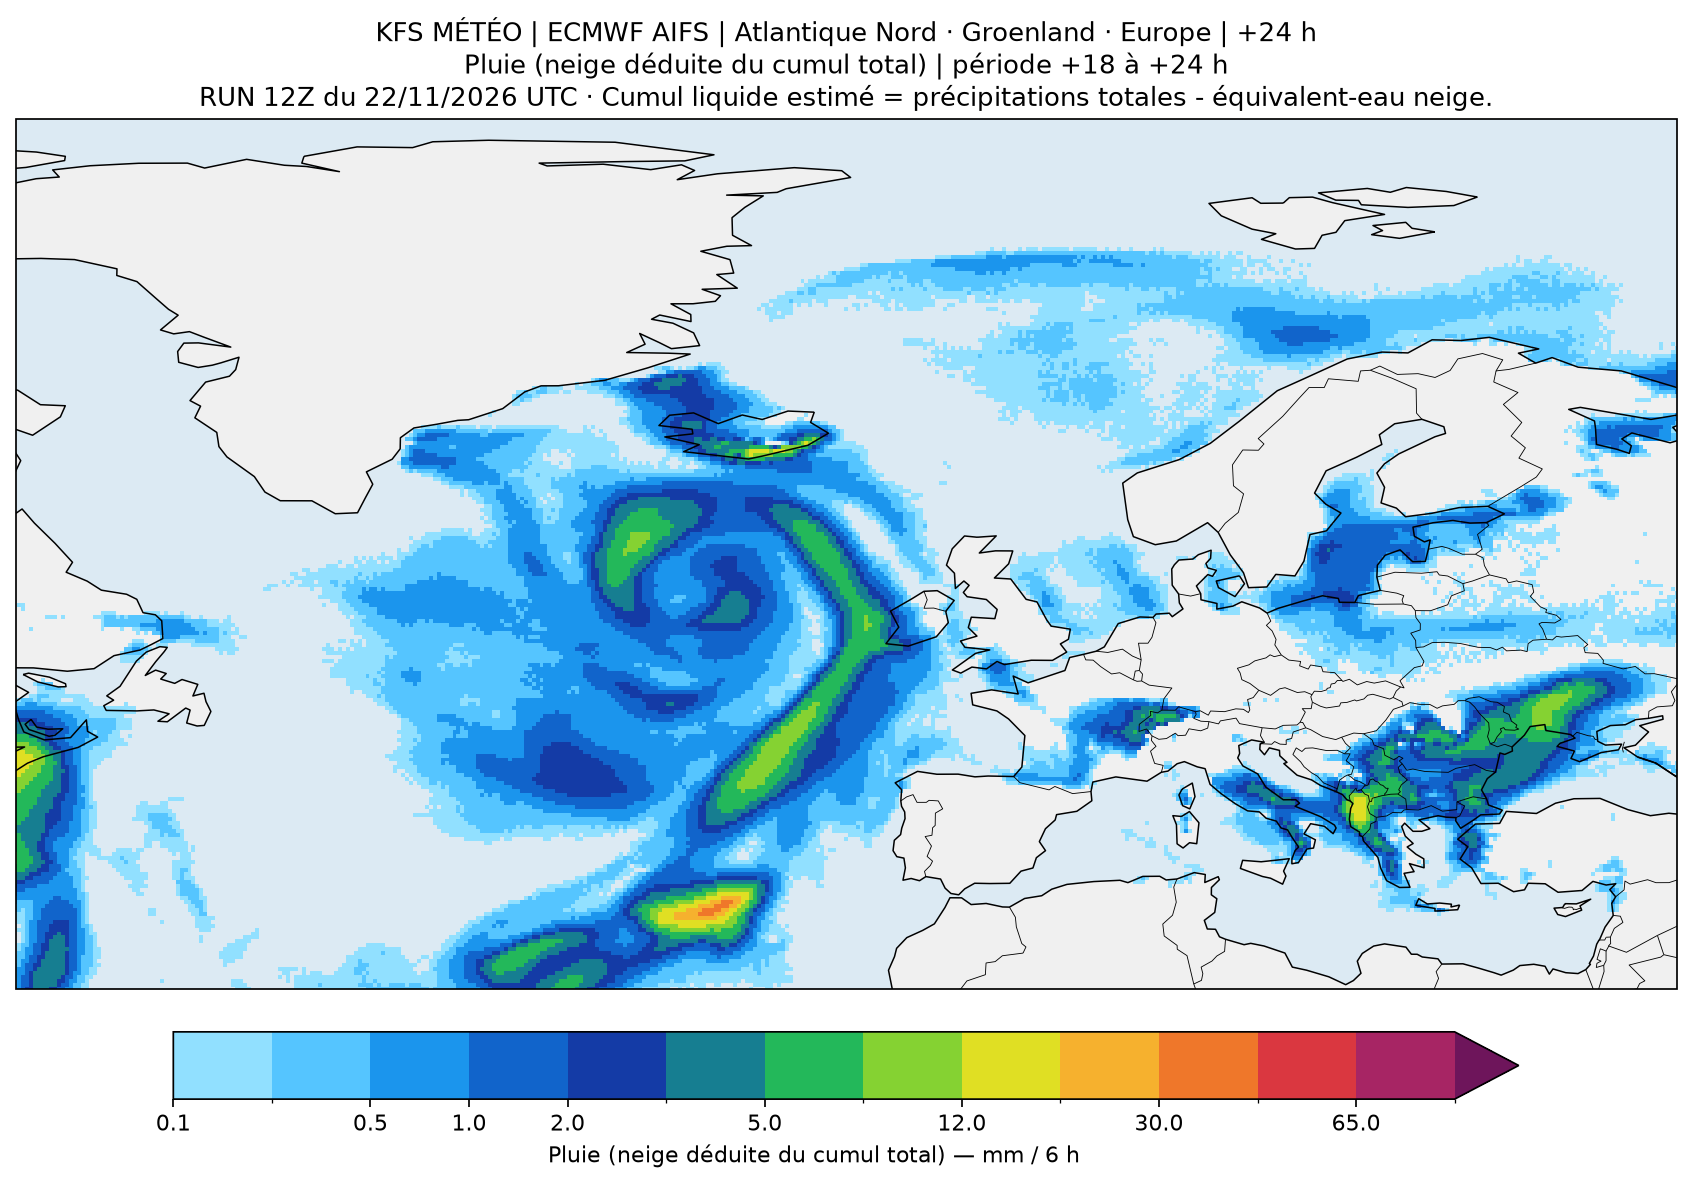 KFS MÉTÉO | ECMWF AIFS | Atlantique Nord · Groenland · Europe | +24 h
Pluie (neige déduite du cumul total) | période +18 à +24 h
RUN 12Z du 22/11/2026 UTC · Cumul liquide estimé = précipitations totales - équivalent-eau neige.
0.1 0.5 1.0 2.0 5.0 12.0 30.0 65.0
Pluie (neige déduite du cumul total) — mm / 6 h